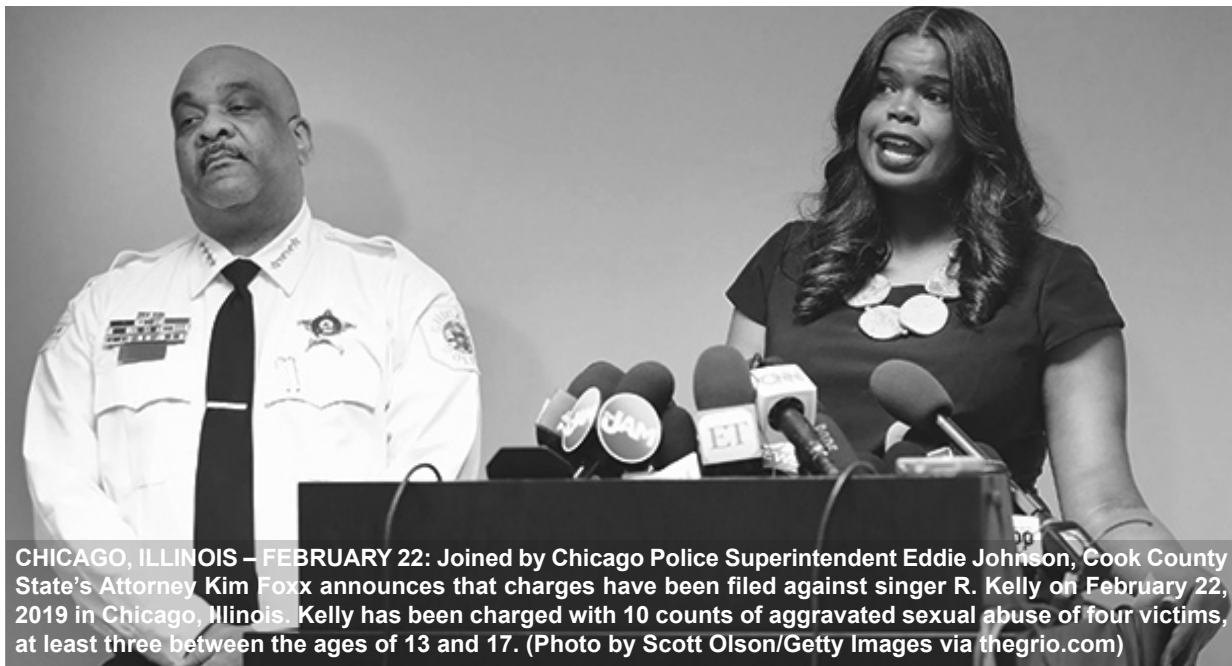 DAM
ET
CNN
CHICAGO, ILLINOIS – FEBRUARY 22: Joined by Chicago Police Superintendent Eddie Johnson, Cook County
State's Attorney Kim Foxx announces that charges have been filed against singer R. Kelly on February 22,
2019 in Chicago, Illinois. Kelly has been charged with 10 counts of aggravated sexual abuse of four victims,
at least three between the ages of 13 and 17. (Photo by Scott Olson/Getty Images via thegrio.com)